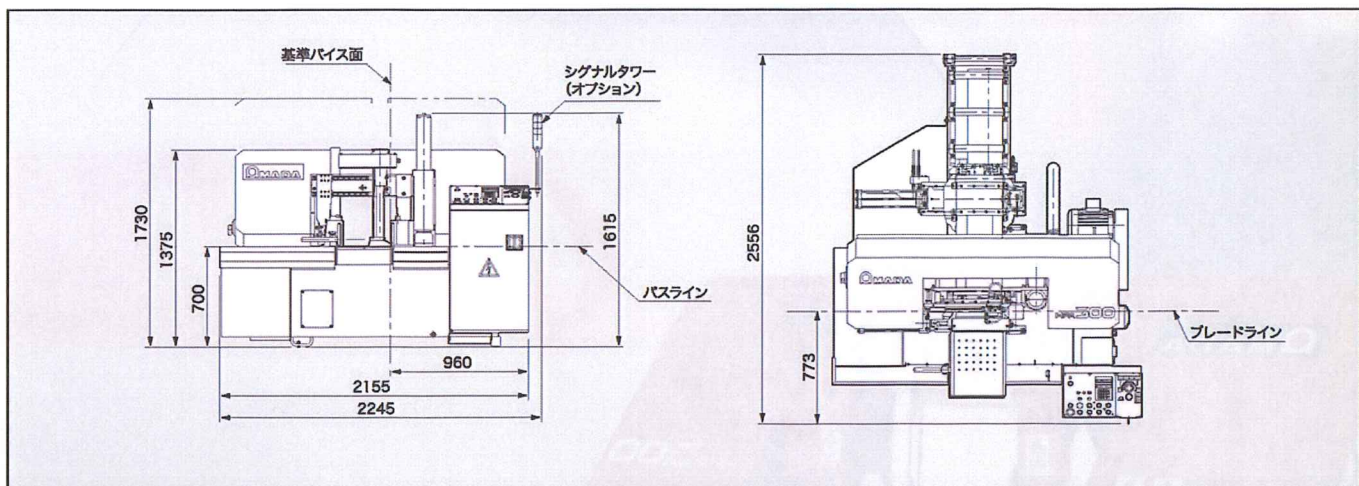 基準バイス面
シグナルタワー
(オプション)
AMADA
1730
1375
700
1615
パスライン
960
2155
2245
2556
773
AMADA
HFA300
ブレードライン